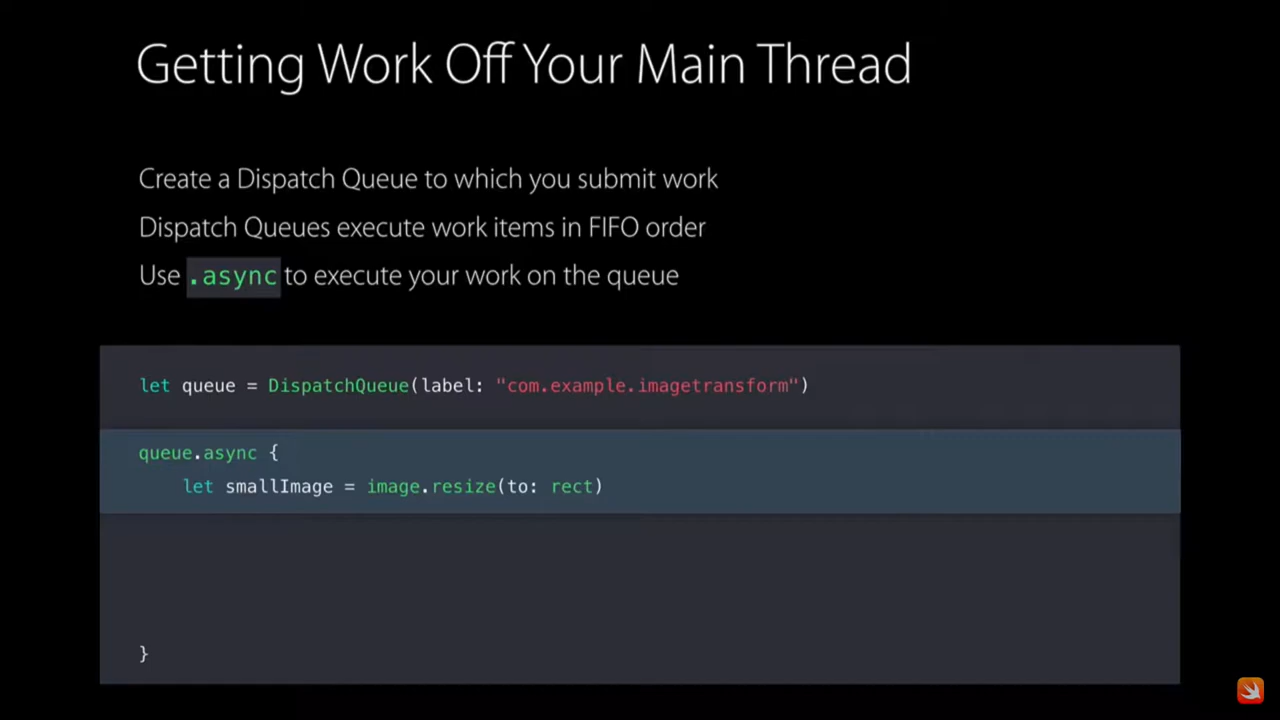 Getting Work Off Your Main Thread
Create a Dispatch Queue to which you submit work
Dispatch Queues execute work items in FIFO order
Use .async to execute your work on the queue
let queue = DispatchQueue(label: "com.example.imagetransform")
queue.async {
    let smallImage = image.resize(to: rect)
}